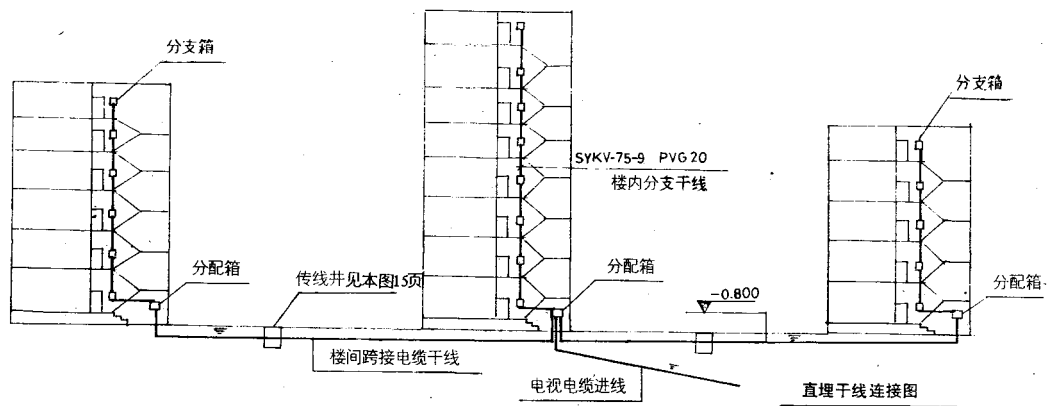 分支箱
分支箱
SYKV-75-9 PVG20
楼内分支干线
分配箱
传线井见本图15页
分配箱
-0.800
分配箱
楼间跨接电缆干线
电视电缆进线
直埋干线连接图